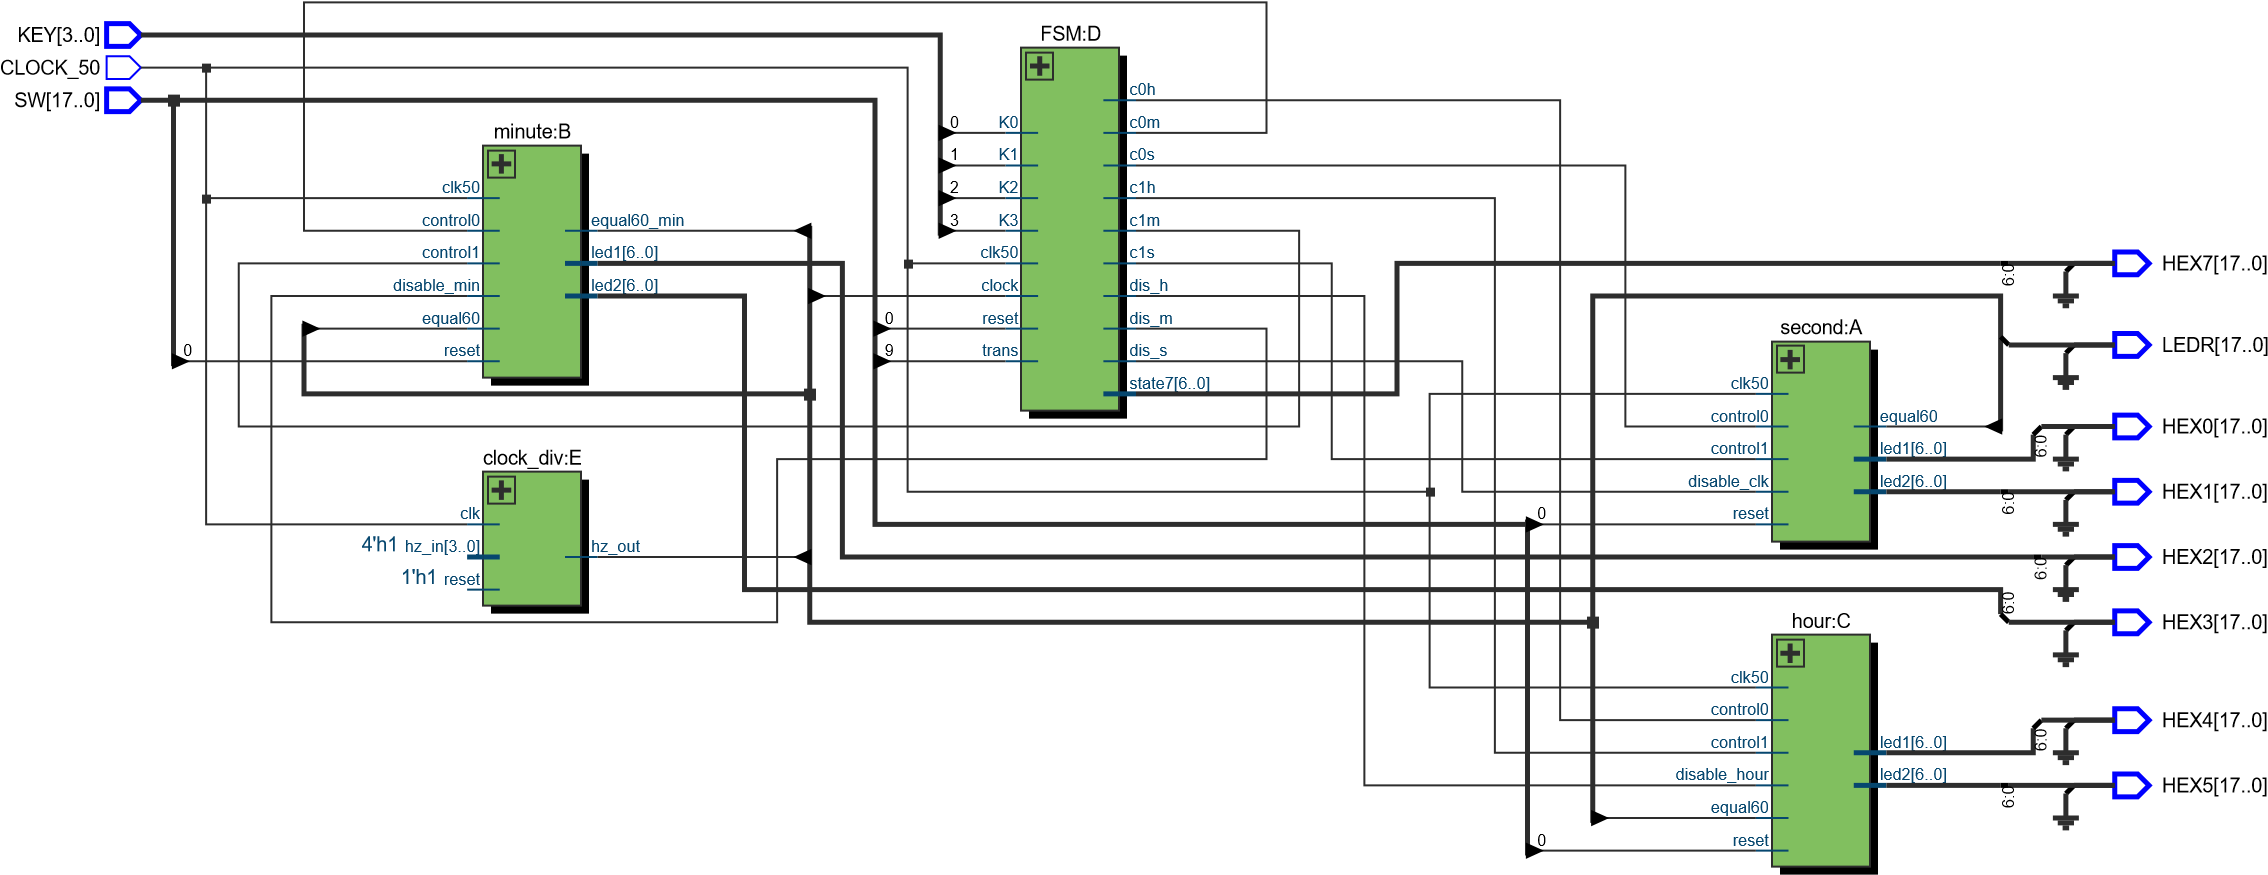 KEY[3..0]
CLOCK_50
SW[17..0]
minute:B
clk50
control0
control1
disable_min
equal60
0 reset
equal60_min
led1[6..0]
led2[6..0]
clock_div:E
clk
4'h1 hz_in[3..0]
1'h1 reset
hz_out
FSM:D
0 K0
1 K1
2 K2
3 K3
clk50
clock
0 reset
9 trans
c0h
c0m
c0s
c1h
c1m
c1s
dis_h
dis_m
dis_s
state7[6..0]
second:A
clk50
control0
control1
disable_clk
0 reset
equal60
led1[6..0]
led2[6..0]
hour:C
clk50
control0
control1
disable_hour
equal60
0 reset
led1[6..0]
led2[6..0]
6:0 HEX7[17..0]
LEDR[17..0]
6:0 HEX0[17..0]
6:0 HEX1[17..0]
6:0 HEX2[17..0]
6:0 HEX3[17..0]
6:0 HEX4[17..0]
6:0 HEX5[17..0]